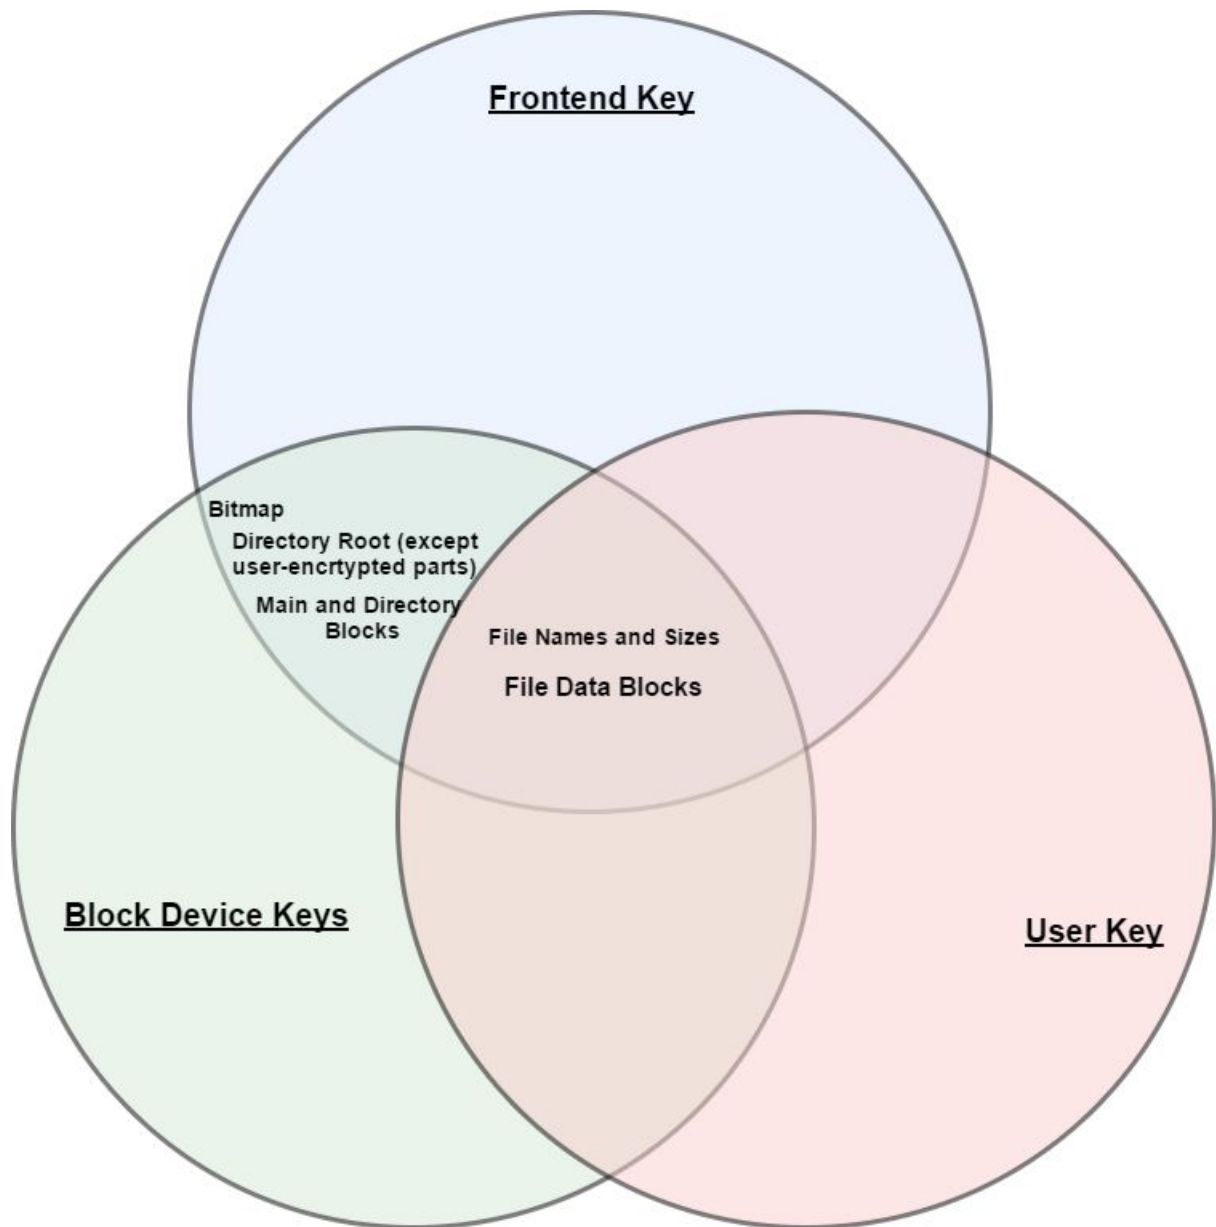 Frontend Key
Bitmap
Directory Root (except
user-encrtypted parts)
Main and Directory
Blocks
File Names and Sizes
File Data Blocks
Block Device Keys
User Key